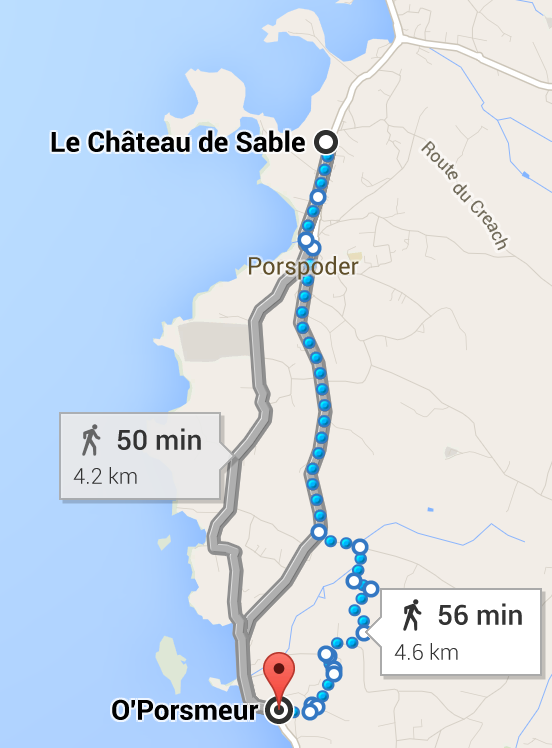 Le Château de Sable
Route du Creach
Porspoder
50 min
4.2 km
56 min
4.6 km
O'Porsmeur